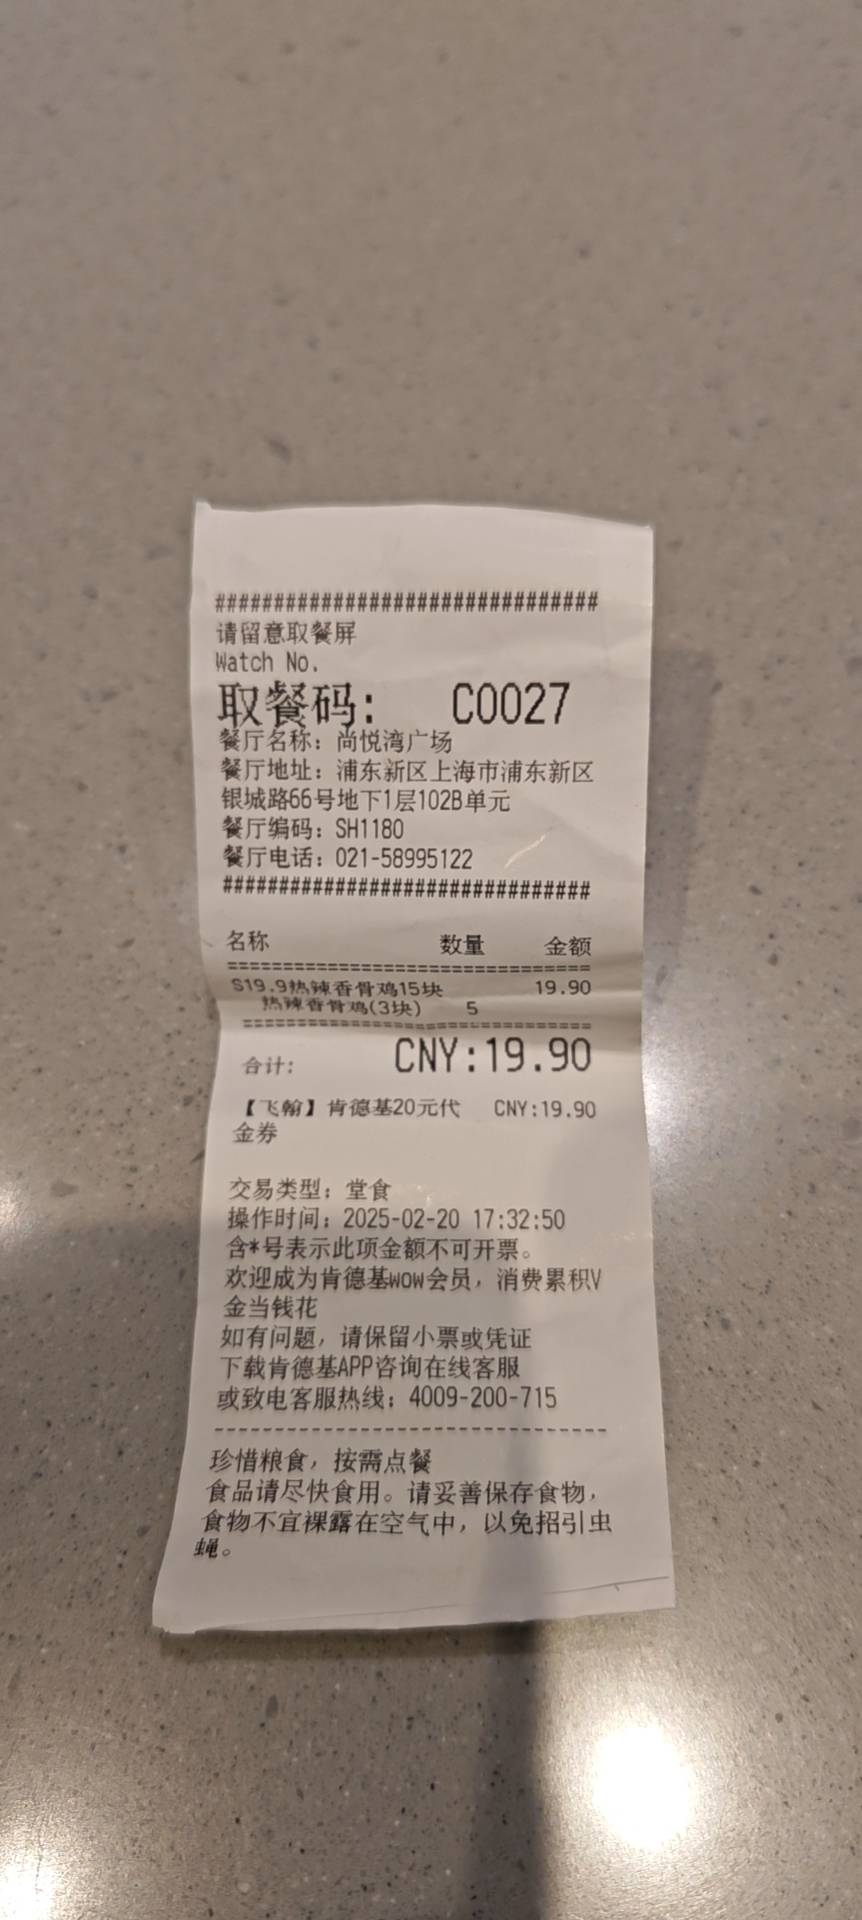 ################################
请留意取餐屏
Watch No.
取餐码: C0027
餐厅名称: 尚悦湾广场
餐厅地址: 浦东新区上海市浦东新区
银城路66号地下1层102B单元
餐厅编码: SH1180
餐厅电话: 021-58995122
################################
名称 数量 金额
================================
S19.9热辣香骨鸡15块 19.90
热辣香骨鸡(3块) 5
================================
合计: CNY:19.90
【飞翰】肯德基20元代 CNY:19.90
金券
交易类型: 堂食
操作时间: 2025-02-20 17:32:50
含*号表示此项金额不可开票。
欢迎成为肯德基wow会员, 消费累积V
金当钱花
如有问题, 请保留小票或凭证
下载肯德基APP咨询在线客服
或致电客服热线: 4009-200-715
--------------------------------
珍惜粮食, 按需点餐
食品请尽快食用。请妥善保存食物,
食物不宜裸露在空气中, 以免招引虫
蝇。